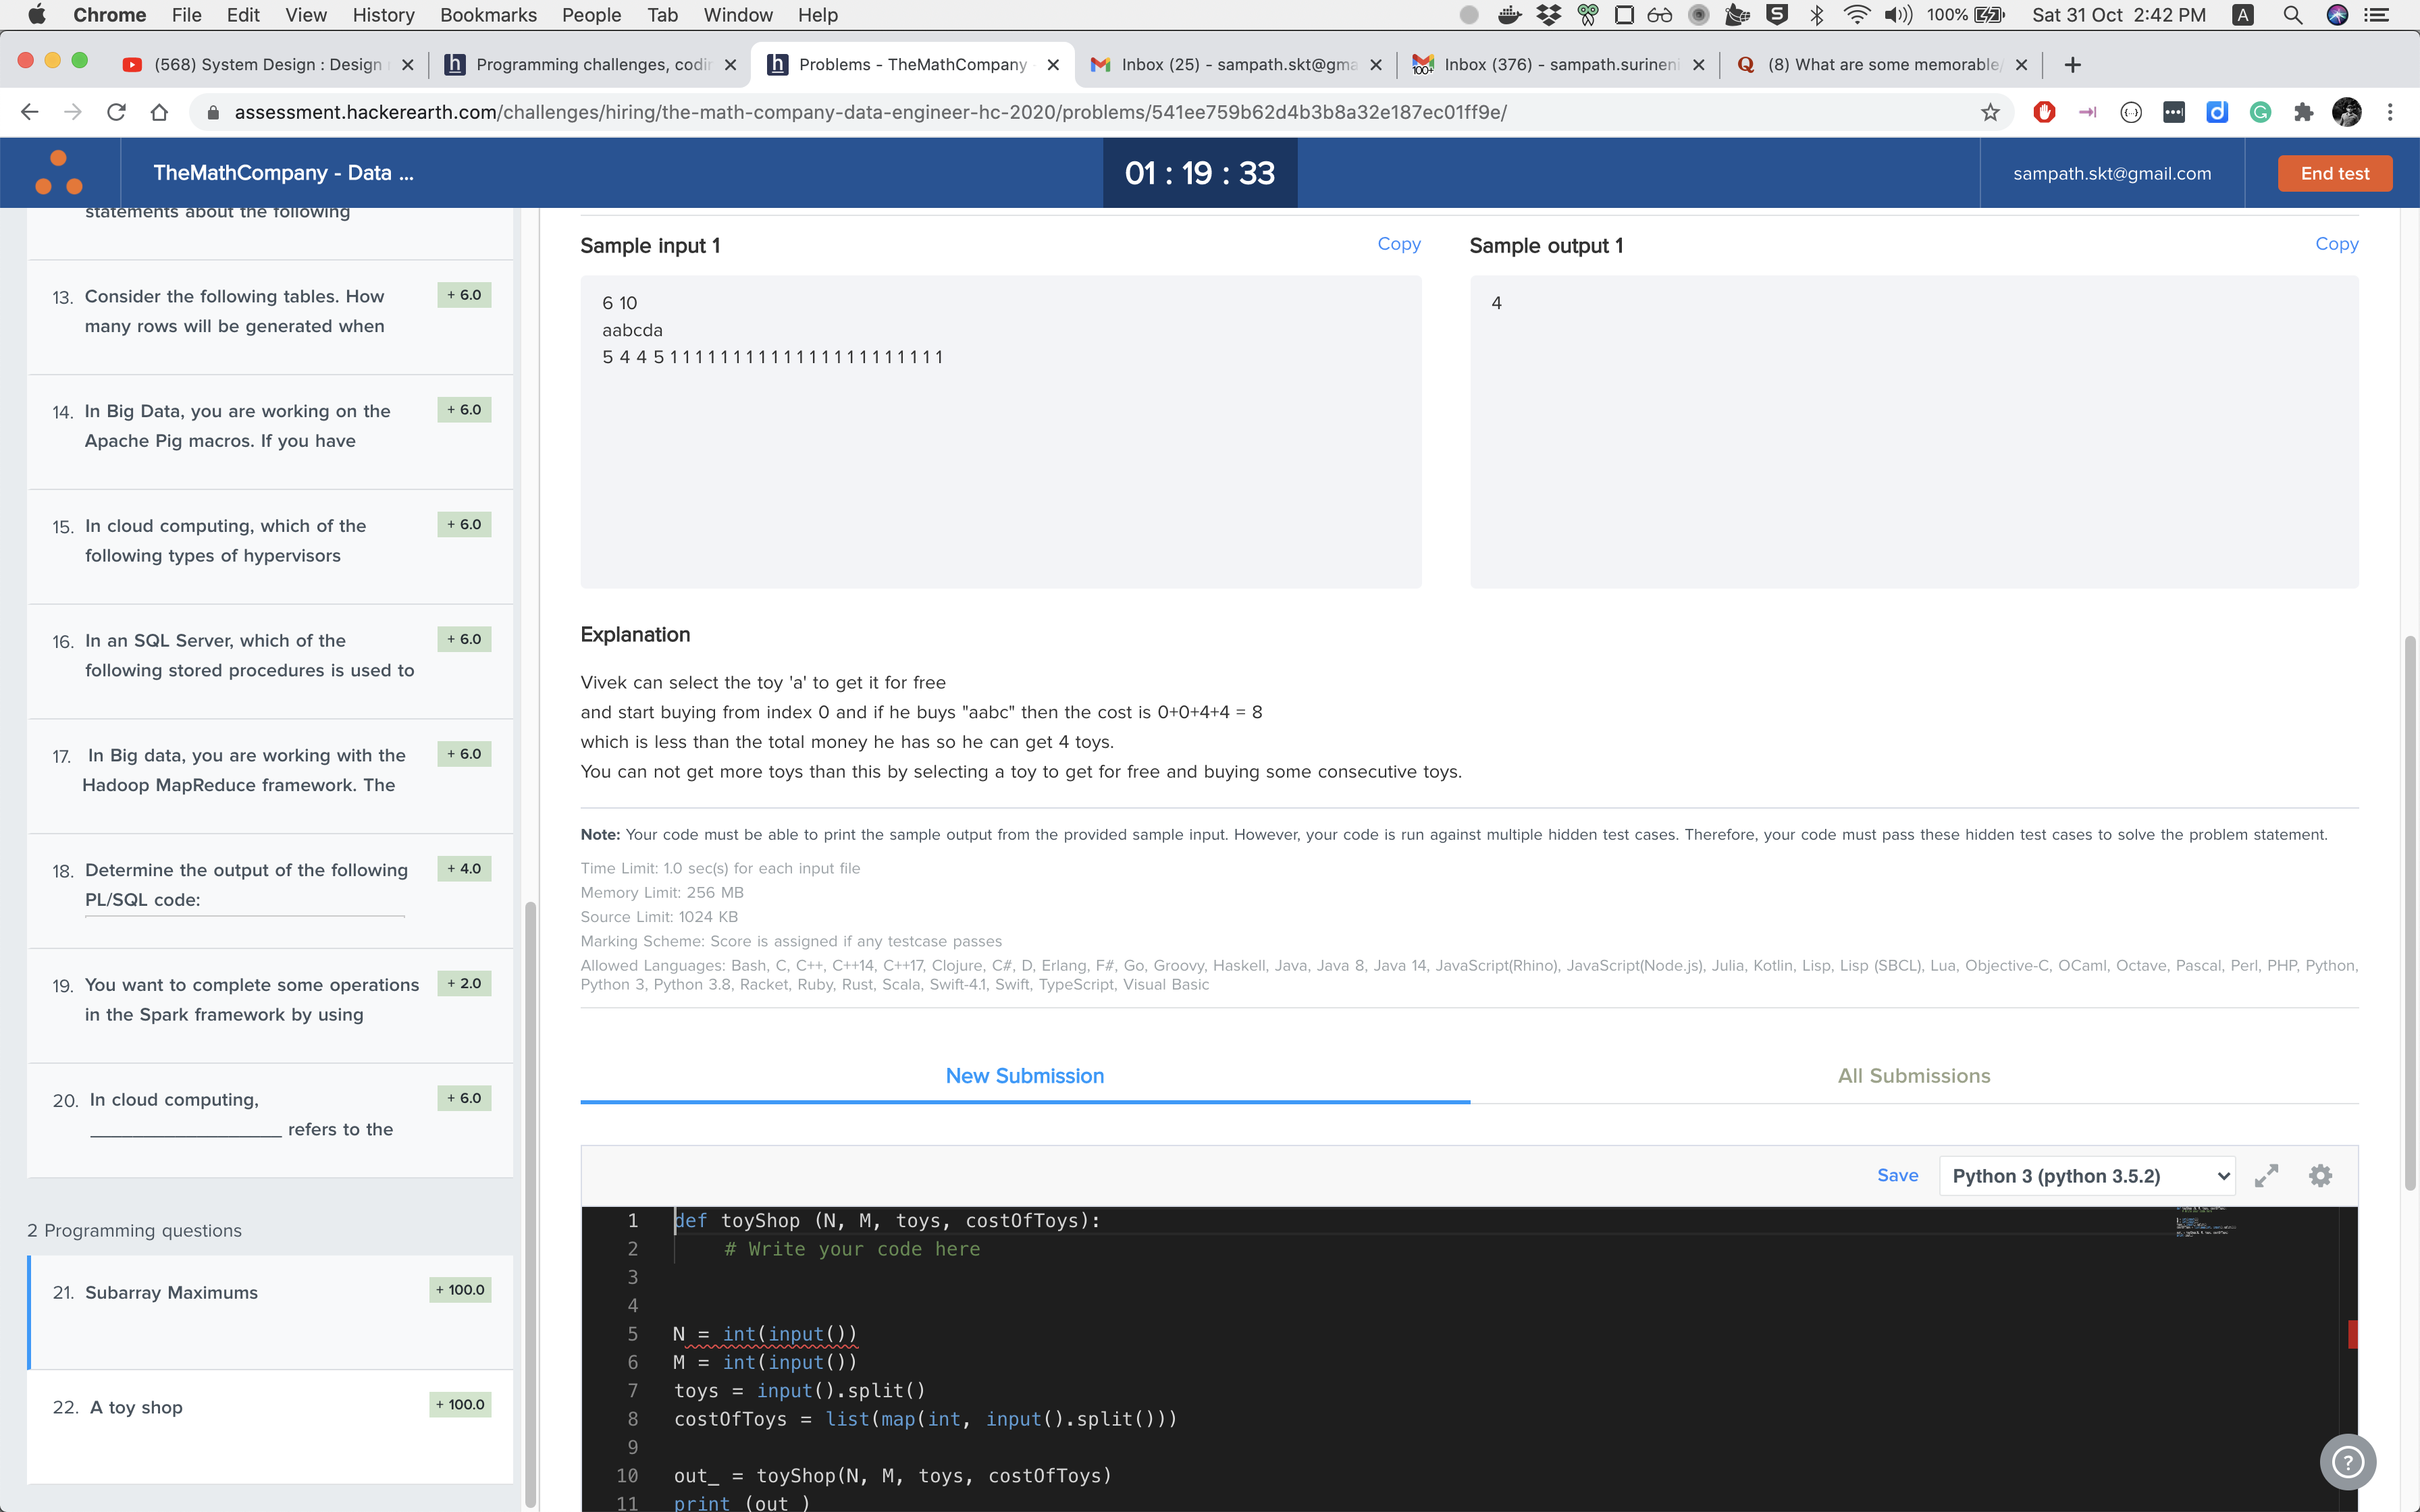 Chrome File Edit View History Bookmarks People Tab Window Help
100% Sat 31 Oct 2:42 PM A
(568) System Design : Design
Programming challenges, codin
Problems - TheMathCompany
Inbox (25) - sampath.skt@gma
Inbox (376) - sampath.surineni
(8) What are some memorable
assessment.hackerearth.com/challenges/hiring/the-math-company-data-engineer-hc-2020/problems/541ee759b62d4b3b8a32e187ec01ff9e/
TheMathCompany - Data ...
01 : 19 : 33
sampath.skt@gmail.com
End test
statements about the following
13. Consider the following tables. How + 6.0
many rows will be generated when
14. In Big Data, you are working on the + 6.0
Apache Pig macros. If you have
15. In cloud computing, which of the + 6.0
following types of hypervisors
16. In an SQL Server, which of the + 6.0
following stored procedures is used to
17. In Big data, you are working with the + 6.0
Hadoop MapReduce framework. The
18. Determine the output of the following + 4.0
PL/SQL code:
19. You want to complete some operations + 2.0
in the Spark framework by using
20. In cloud computing, + 6.0
____________________ refers to the
2 Programming questions
21. Subarray Maximums + 100.0
22. A toy shop + 100.0
Sample input 1 Copy
6 10
aabcda
5 4 4 5 1 1 1 1 1 1 1 1 1 1 1 1 1 1 1 1 1 1 1 1 1 1
Sample output 1 Copy
4
Explanation
Vivek can select the toy 'a' to get it for free
and start buying from index 0 and if he buys "aabc" then the cost is 0+0+4+4 = 8
which is less than the total money he has so he can get 4 toys.
You can not get more toys than this by selecting a toy to get for free and buying some consecutive toys.
Note: Your code must be able to print the sample output from the provided sample input. However, your code is run against multiple hidden test cases. Therefore, your code must pass these hidden test cases to solve the problem statement.
Time Limit: 1.0 sec(s) for each input file
Memory Limit: 256 MB
Source Limit: 1024 KB
Marking Scheme: Score is assigned if any testcase passes
Allowed Languages: Bash, C, C++, C++14, C++17, Clojure, C#, D, Erlang, F#, Go, Groovy, Haskell, Java, Java 8, Java 14, JavaScript(Rhino), JavaScript(Node.js), Julia, Kotlin, Lisp, Lisp (SBCL), Lua, Objective-C, OCaml, Octave, Pascal, Perl, PHP, Python,
Python 3, Python 3.8, Racket, Ruby, Rust, Scala, Swift-4.1, Swift, TypeScript, Visual Basic
New Submission All Submissions
Save Python 3 (python 3.5.2)
1 def toyShop (N, M, toys, costOfToys):
2 # Write your code here
3
4
5 N = int(input())
6 M = int(input())
7 toys = input().split()
8 costOfToys = list(map(int, input().split()))
9
10 out_ = toyShop(N, M, toys, costOfToys)
11 print (out_)